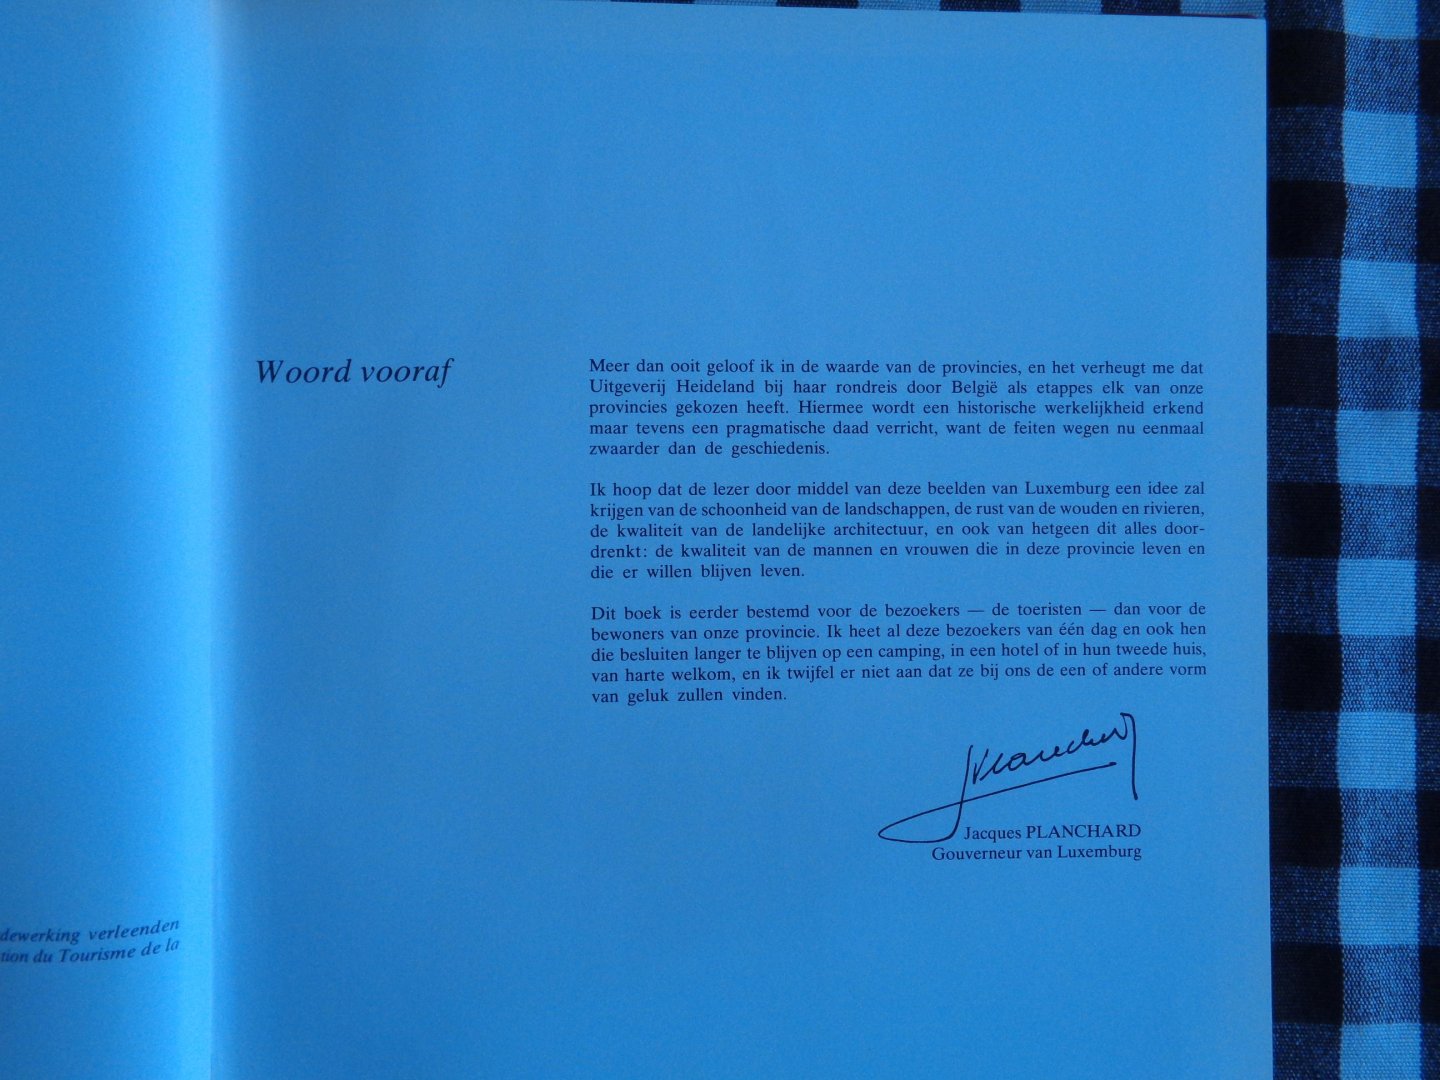 dewerking verleenden
tion du Tourisme de la
Woord vooraf
Meer dan ooit geloof ik in de waarde van de provincies, en het verheugt me dat
Uitgeverij Heideland bij haar rondreis door België als etappes elk van onze
provincies gekozen heeft. Hiermee wordt een historische werkelijkheid erkend
maar tevens een pragmatische daad verricht, want de feiten wegen nu eenmaal
zwaarder dan de geschiedenis.
Ik hoop dat de lezer door middel van deze beelden van Luxemburg een idee zal
krijgen van de schoonheid van de landschappen, de rust van de wouden en rivieren,
de kwaliteit van de landelijke architectuur, en ook van hetgeen dit alles door-
drenkt: de kwaliteit van de mannen en vrouwen die in deze provincie leven en
die er willen blijven leven.
Dit boek is eerder bestemd voor de bezoekers — de toeristen — dan voor de
bewoners van onze provincie. Ik heet al deze bezoekers van één dag en ook hen
die besluiten langer te blijven op een camping, in een hotel of in hun tweede huis,
van harte welkom, en ik twijfel er niet aan dat ze bij ons de een of andere vorm
van geluk zullen vinden.
Jacques PLANCHARD
Gouverneur van Luxemburg